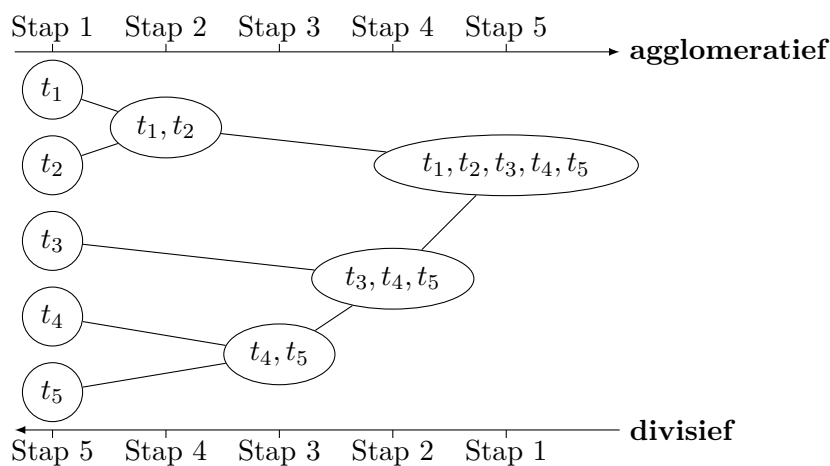 Stap 1 Stap 2 Stap 3 Stap 4 Stap 5
agglomeratief
t₁
t₁, t₂
t₂
t₁, t₂, t₃, t₄, t₅
t₃
t₃, t₄, t₅
t₄
t₄, t₅
t₅
divisief
Stap 5 Stap 4 Stap 3 Stap 2 Stap 1